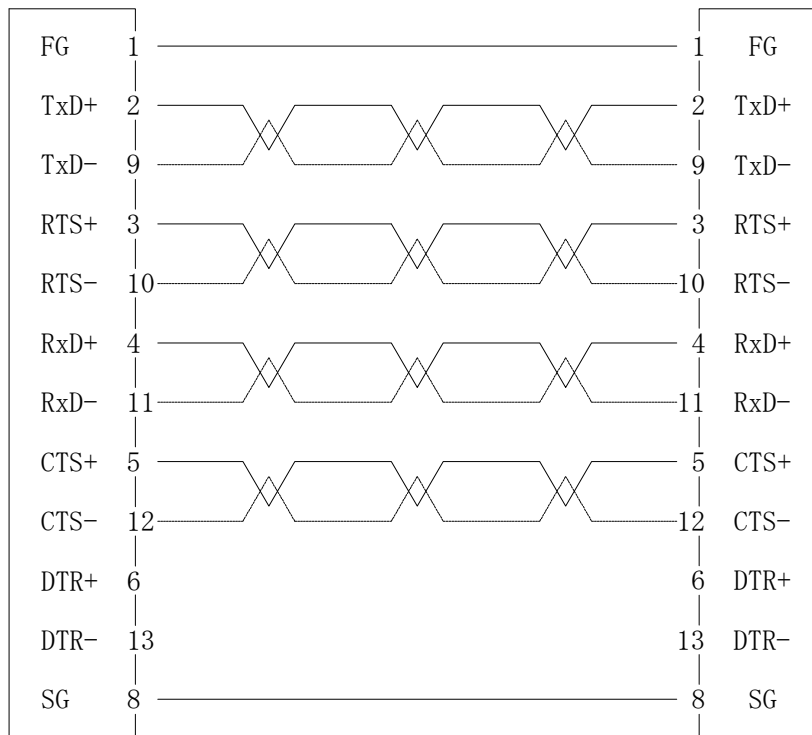 FG 1 1 FG
TxD+ 2 2 TxD+
TxD- 9 9 TxD-
RTS+ 3 3 RTS+
RTS- 10 10 RTS-
RxD+ 4 4 RxD+
RxD- 11 11 RxD-
CTS+ 5 5 CTS+
CTS- 12 12 CTS-
DTR+ 6 6 DTR+
DTR- 13 13 DTR-
SG 8 8 SG